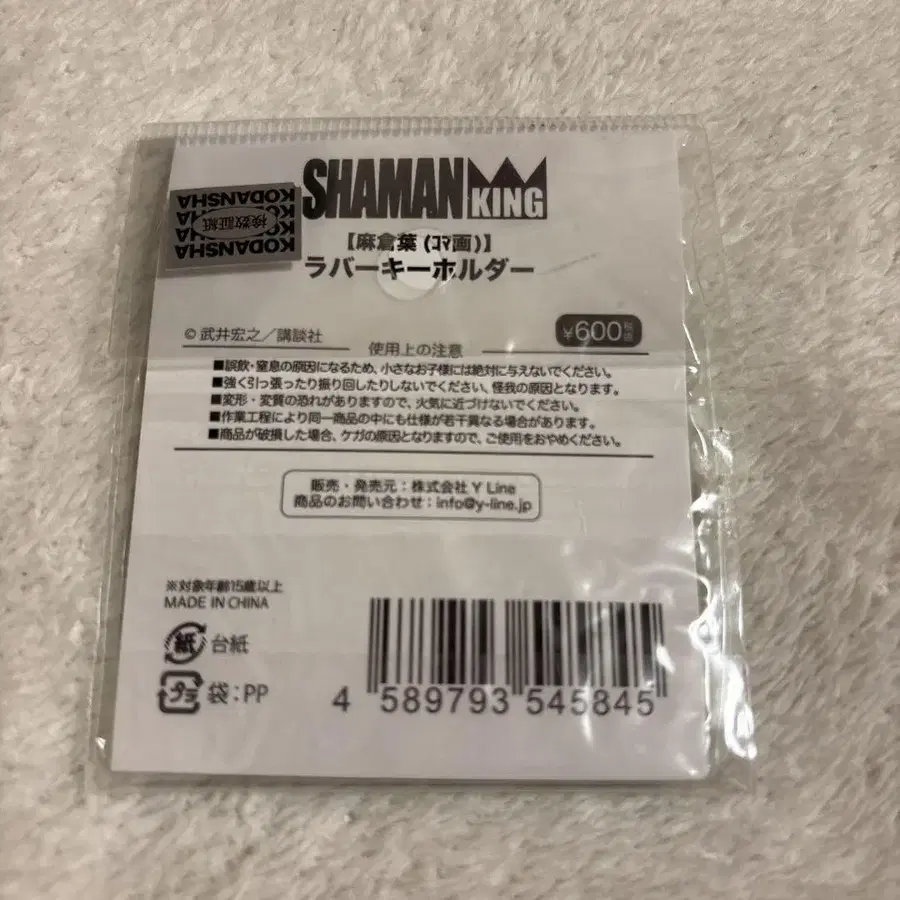 SHAMAN KING
KODANSHA
KODANSHA
検数証紙
KODANSHA
KODANSHA
【麻倉葉 (ｺﾏ画)】
ラバーキーホルダー
© 武井宏之／講談社
¥600
使用上の注意
■誤飲・窒息の原因になるため、小さなお子様には絶対に与えないでください。
■強く引っ張ったり振り回したりしないでください、怪我の原因となります。
■変形・変質の恐れがありますので、火気に近づけないでください。
■作業工程により同一商品の中にも仕様が若干異なる場合があります。
■商品が破損した場合、ケガの原因となりますので、ご使用をおやめください。
販売・発売元：株式会社 Y Line
商品のお問い合わせ：info@y-line.jp
※対象年齢15歳以上
MADE IN CHINA
紙 台紙
プラ 袋：PP
4 589793 545845